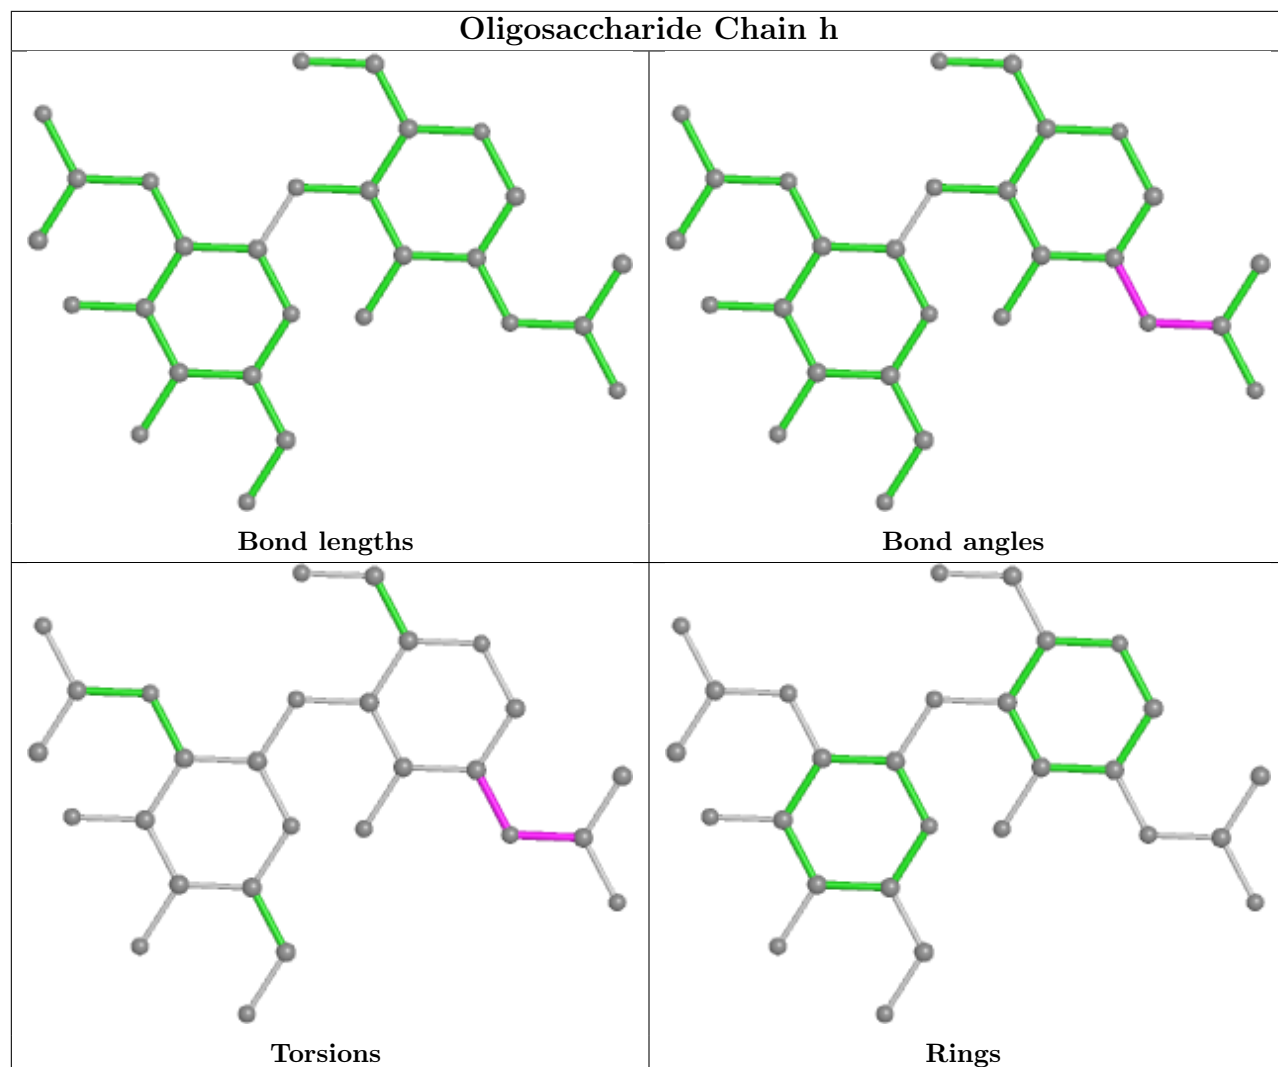 Oligosaccharide Chain h
Bond lengths
Bond angles
Torsions
Rings